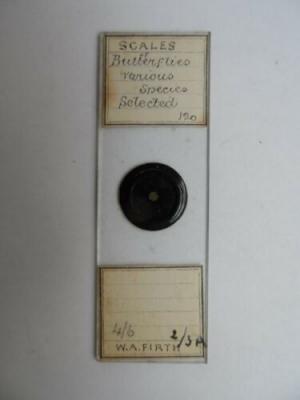 SCALES
Butterflies
various
Species
Selected
120
4/6
2/3A
W.A.FIRTH